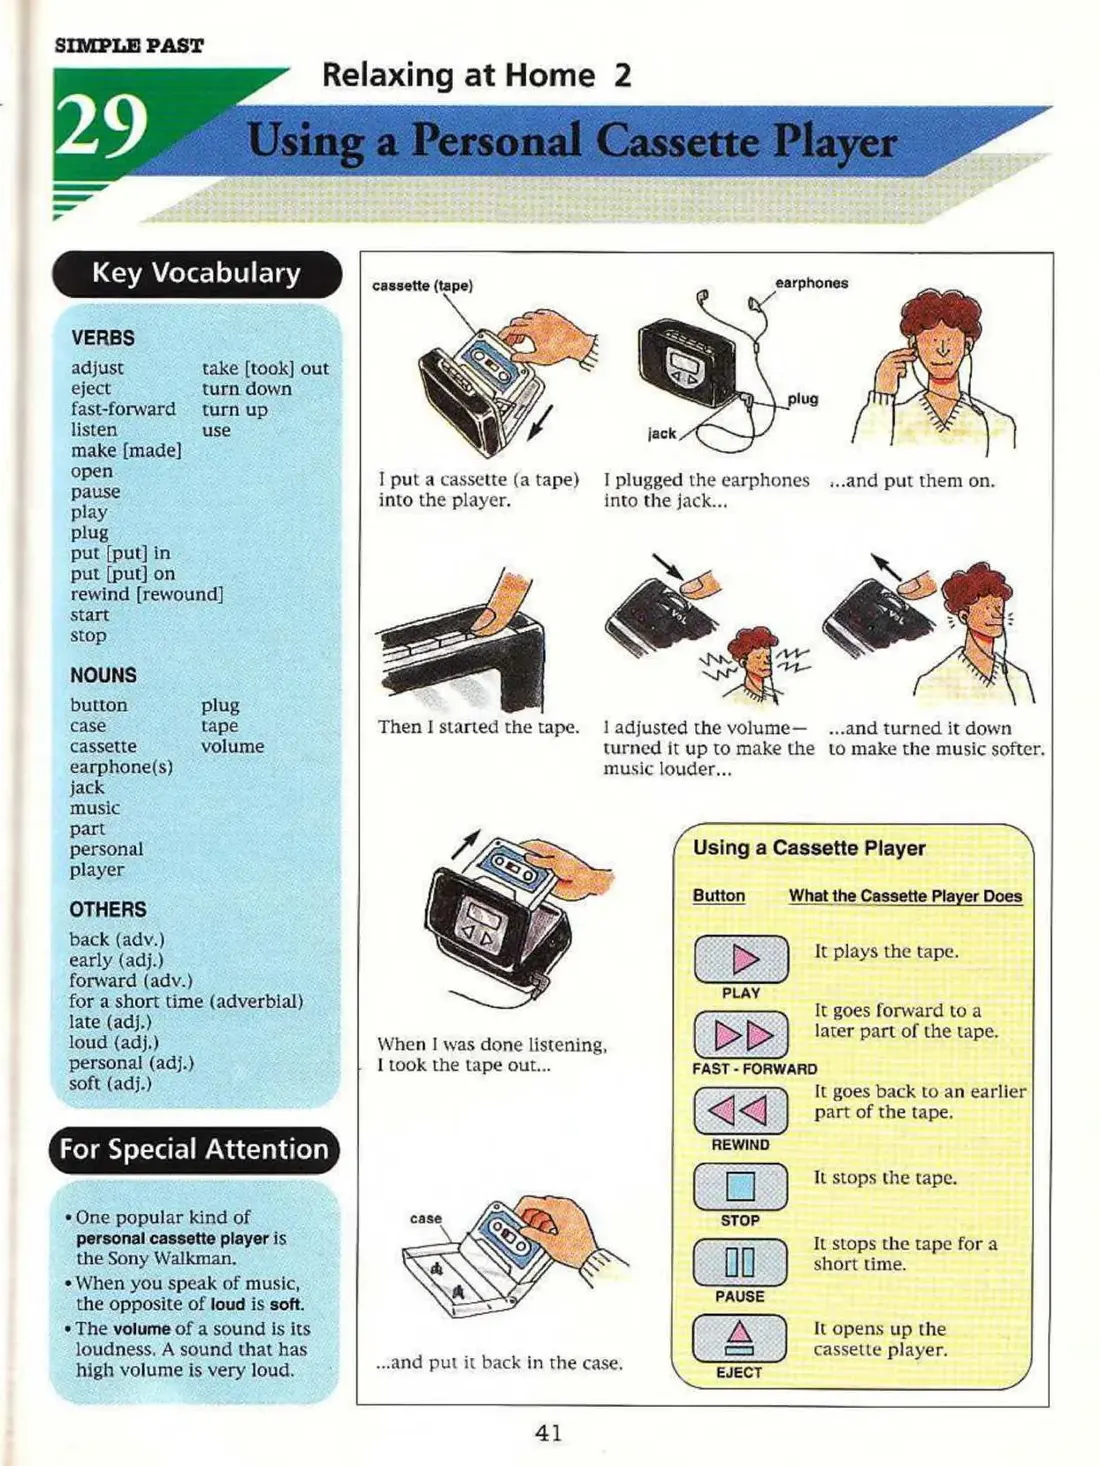 SIMPLE PAST
29
Relaxing at Home 2
Using a Personal Cassette Player
Key Vocabulary
VERBS
adjust
eject
fast-forward
listen
make [made]
open
pause
play
plug
put [put] in
put [put] on
rewind [rewound]
start
stop
take [took] out
turn down
turn up
use
NOUNS
button
case
cassette
earphone(s)
jack
music
part
personal
player
plug
tape
volume
OTHERS
back (adv.)
early (adj.)
forward (adv.)
for a short time (adverbial)
late (adj.)
loud (adj.)
personal (adj.)
soft (adj.)
For Special Attention
• One popular kind of
personal cassette player is
the Sony Walkman.
• When you speak of music,
the opposite of loud is soft.
• The volume of a sound is its
loudness. A sound that has
high volume is very loud.
cassette (tape)
I put a cassette (a tape)
into the player.
earphones
plug
jack
I plugged the earphones
into the jack...
...and put them on.
Then I started the tape.
VOL
I adjusted the volume—
turned it up to make the
music louder...
VOL
...and turned it down
to make the music softer.
When I was done listening,
I took the tape out...
case
...and put it back in the case.
Using a Cassette Player
Button What the Cassette Player Does
PLAY
It plays the tape.
FAST - FORWARD
It goes forward to a
later part of the tape.
REWIND
It goes back to an earlier
part of the tape.
STOP
It stops the tape.
PAUSE
It stops the tape for a
short time.
EJECT
It opens up the
cassette player.
41